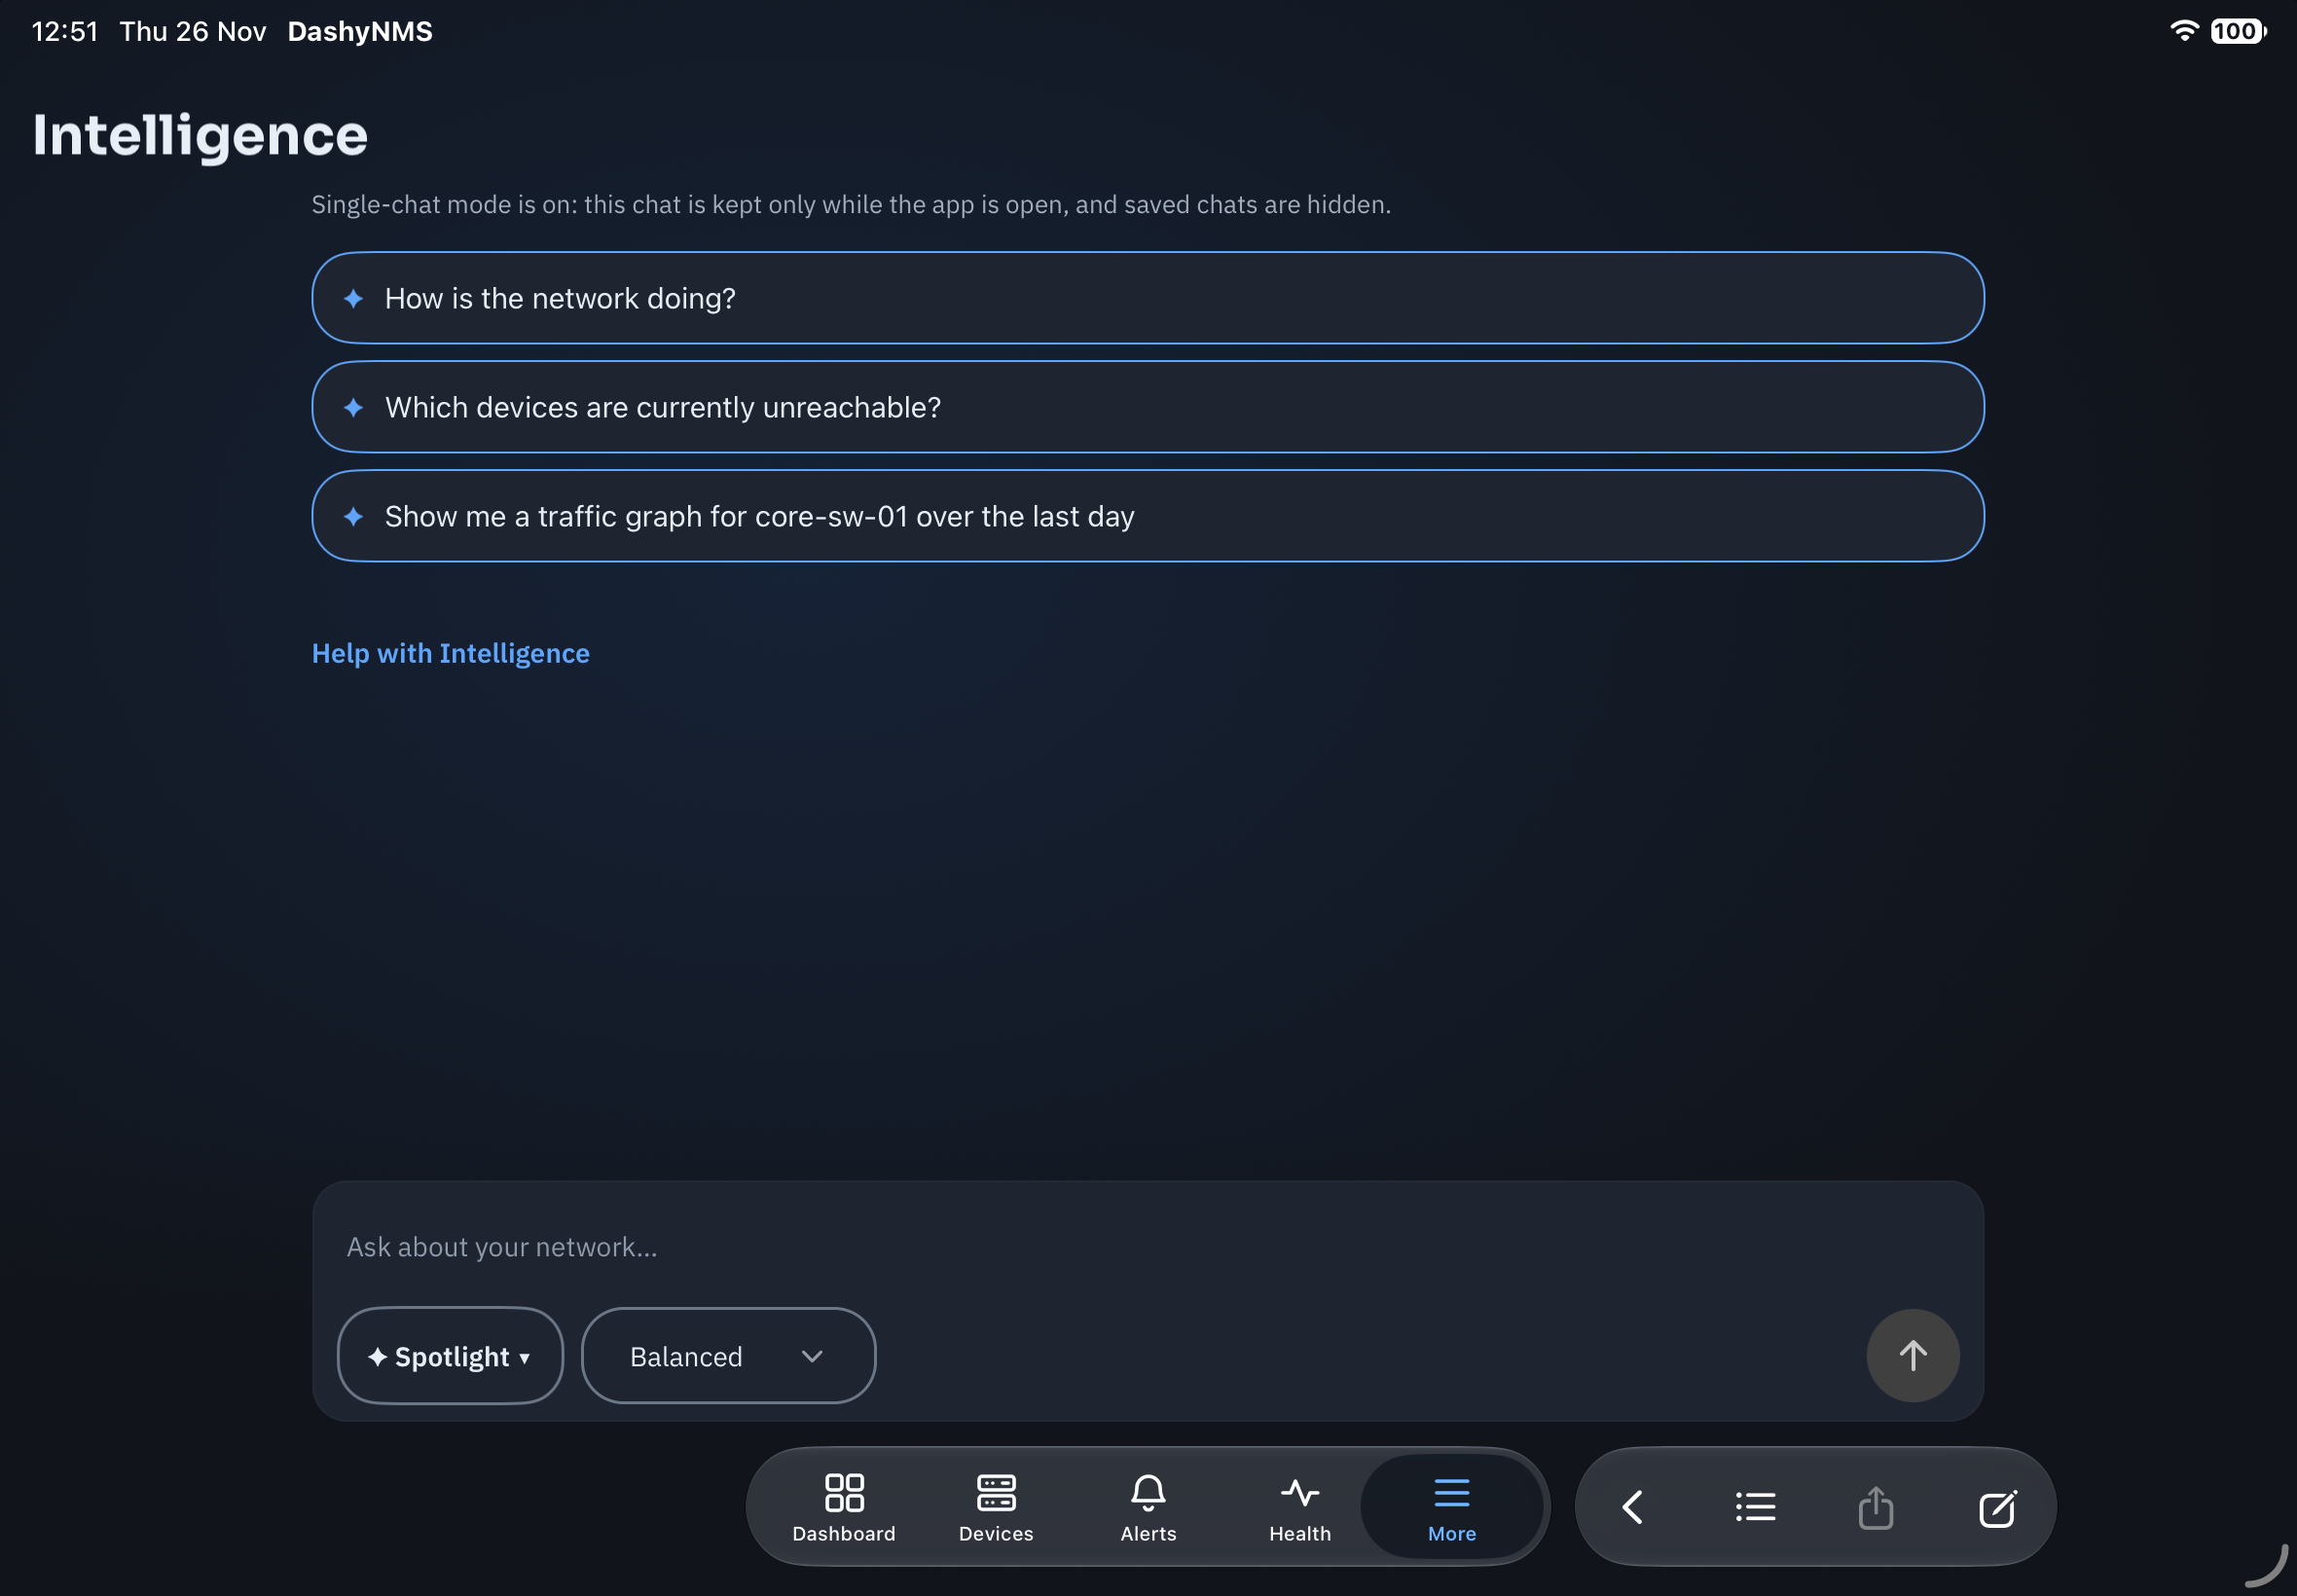 12:51 Thu 26 Nov DashyNMS 100
Intelligence
Single-chat mode is on: this chat is kept only while the app is open, and saved chats are hidden.
How is the network doing?
Which devices are currently unreachable?
Show me a traffic graph for core-sw-01 over the last day
Help with Intelligence
Ask about your network...
Spotlight Balanced
Dashboard Devices Alerts Health More